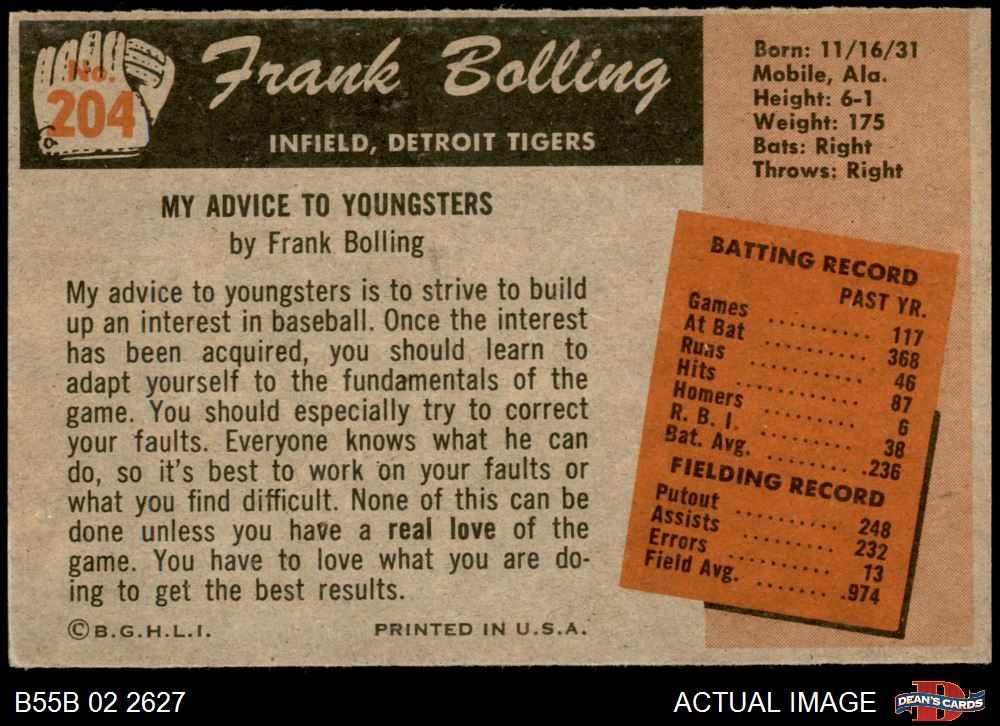 No.
204
Frank Bolling
INFIELD, DETROIT TIGERS
Born: 11/16/31
Mobile, Ala.
Height: 6-1
Weight: 175
Bats: Right
Throws: Right
MY ADVICE TO YOUNGSTERS
by Frank Bolling
My advice to youngsters is to strive to build
up an interest in baseball. Once the interest
has been acquired, you should learn to
adapt yourself to the fundamentals of the
game. You should especially try to correct
your faults. Everyone knows what he can
do, so it's best to work on your faults or
what you find difficult. None of this can be
done unless you have a real love of the
game. You have to love what you are do-
ing to get the best results.
© B.G.H.L.I. PRINTED IN U.S.A.
BATTING RECORD
PAST YR.
Games .......... 117
At Bat .......... 368
Runs .......... 46
Hits .......... 87
Homers .......... 6
R. B. I. .......... 38
Bat. Avg. .......... .236
FIELDING RECORD
Putout .......... 248
Assists .......... 232
Errors .......... 13
Field Avg. ....... .974
B55B 02 2627
ACTUAL IMAGE
D
DEAN'S CARDS